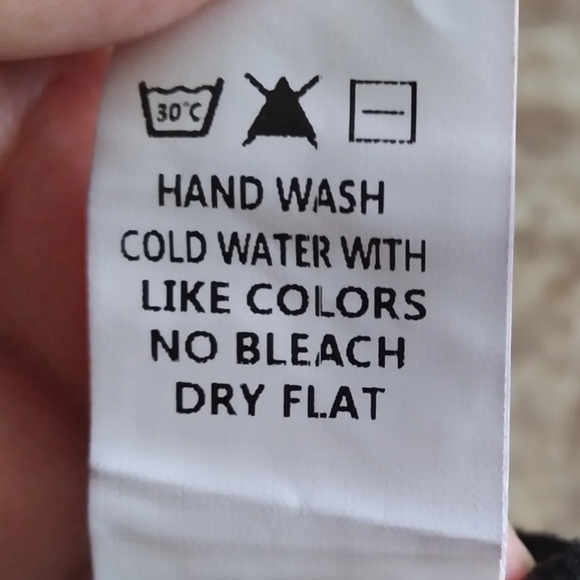 30°C
HAND WASH
COLD WATER WITH
LIKE COLORS
NO BLEACH
DRY FLAT